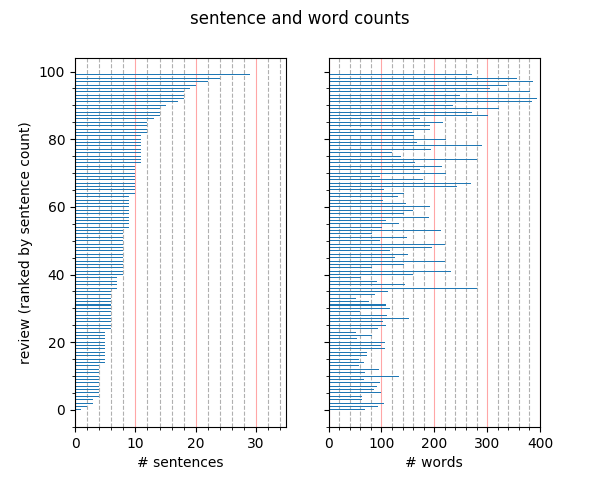 sentence and word counts
100
80
60
40
20
0
review (ranked by sentence count)
0 10 20 30
# sentences
0 100 200 300 400
# words